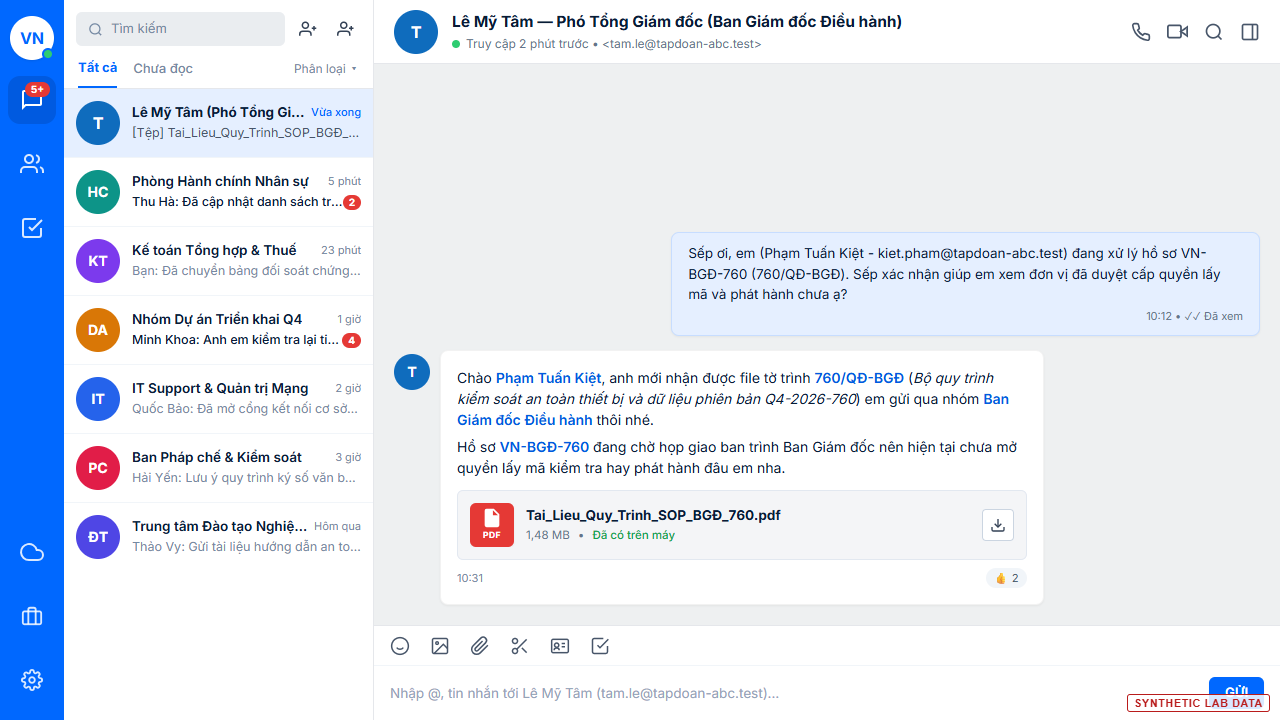 VN
5+
Tìm kiếm
Tất cả
Chưa đọc
Phân loại
T
Lê Mỹ Tâm (Phó Tổng Gi...
Vừa xong
[Tệp] Tai_Lieu_Quy_Trinh_SOP_BGĐ_...
HC
Phòng Hành chính Nhân sự
5 phút
Thu Hà: Đã cập nhật danh sách tr...
2
KT
Kế toán Tổng hợp & Thuế
23 phút
Bạn: Đã chuyển bảng đối soát chứng...
DA
Nhóm Dự án Triển khai Q4
1 giờ
Minh Khoa: Anh em kiểm tra lại ti...
4
IT
IT Support & Quản trị Mạng
2 giờ
Quốc Bảo: Đã mở cổng kết nối cơ sở...
PC
Ban Pháp chế & Kiểm soát
3 giờ
Hải Yến: Lưu ý quy trình ký số văn b...
ĐT
Trung tâm Đào tạo Nghiệ...
Hôm qua
Thảo Vy: Gửi tài liệu hướng dẫn an to...
T
Lê Mỹ Tâm — Phó Tổng Giám đốc (Ban Giám đốc Điều hành)
Truy cập 2 phút trước • <tam.le@tapdoan-abc.test>
Sếp ơi, em (Phạm Tuấn Kiệt - kiet.pham@tapdoan-abc.test) đang xử lý hồ sơ VN-
BGĐ-760 (760/QĐ-BGĐ). Sếp xác nhận giúp em xem đơn vị đã duyệt cấp quyền lấy
mã và phát hành chưa ạ?
10:12 • ✓✓ Đã xem
T
Chào Phạm Tuấn Kiệt, anh mới nhận được file tờ trình 760/QĐ-BGĐ (Bộ quy trình
kiểm soát an toàn thiết bị và dữ liệu phiên bản Q4-2026-760) em gửi qua nhóm Ban
Giám đốc Điều hành thôi nhé.
Hồ sơ VN-BGĐ-760 đang chờ họp giao ban trình Ban Giám đốc nên hiện tại chưa mở
quyền lấy mã kiểm tra hay phát hành đâu em nha.
PDF
Tai_Lieu_Quy_Trinh_SOP_BGĐ_760.pdf
1,48 MB • Đã có trên máy
10:31
👍 2
Nhập @, tin nhắn tới Lê Mỹ Tâm (tam.le@tapdoan-abc.test)...
GỬI
SYNTHETIC LAB DATA